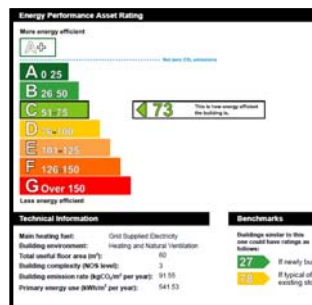 Energy Performance Asset Rating
More energy efficient
A+
Net zero CO₂ emissions
A 0-25
B 26-50
C 51-75
73
This is how energy efficient
the building is.
D 76-100
E 101-125
F 126-150
G Over 150
Less energy efficient
Technical Information
Main heating fuel: Grid Supplied Electricity
Building environment: Heating and Natural Ventilation
Total useful floor area (m²): 60
Building complexity (NOS level): 3
Building emission rate (kgCO₂/m² per year): 91.55
Primary energy use (kWh/m² per year): 541.53
Benchmarks
Buildings similar to this
one could have ratings as
follows:
27
If newly bu
78
If typical of
existing sto